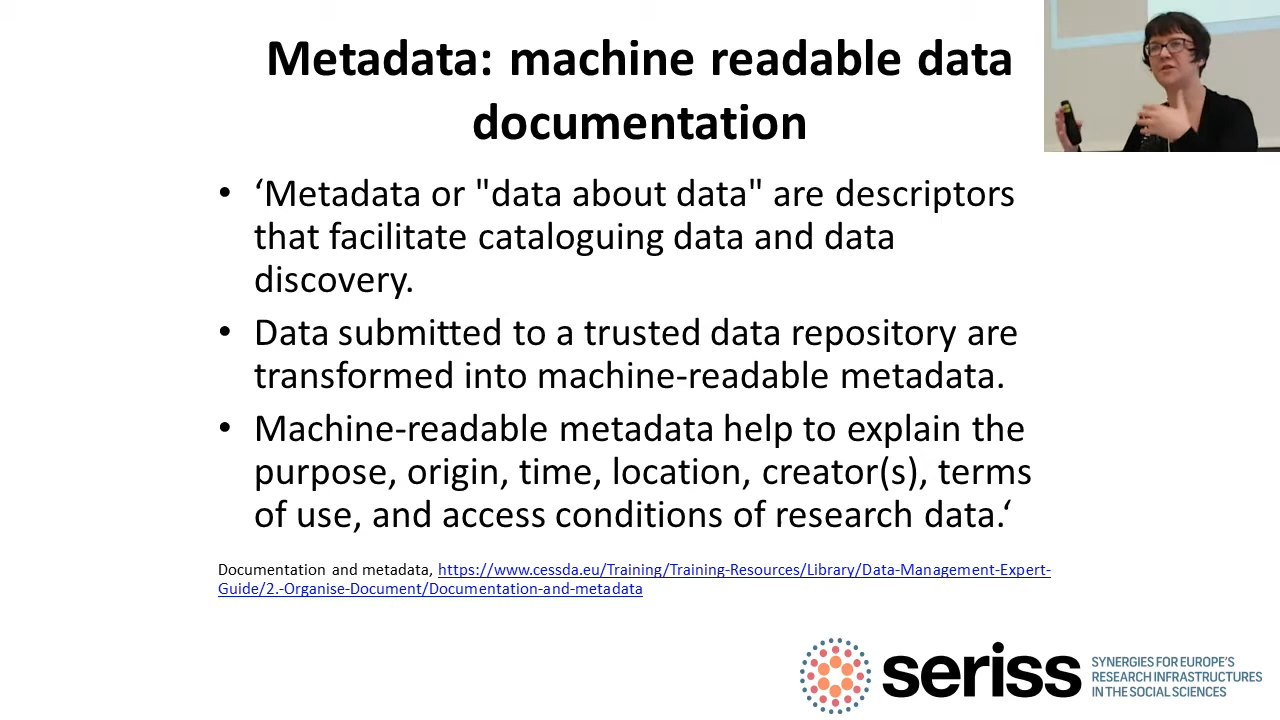 Metadata: machine readable data
documentation
• ‘Metadata or "data about data" are descriptors
that facilitate cataloguing data and data
discovery.
• Data submitted to a trusted data repository are
transformed into machine-readable metadata.
• Machine-readable metadata help to explain the
purpose, origin, time, location, creator(s), terms
of use, and access conditions of research data.‘
Documentation and metadata, https://www.cessda.eu/Training/Training-Resources/Library/Data-Management-Expert-
Guide/2.-Organise-Document/Documentation-and-metadata
seriss
SYNERGIES FOR EUROPE'S
RESEARCH INFRASTRUCTURES
IN THE SOCIAL SCIENCES